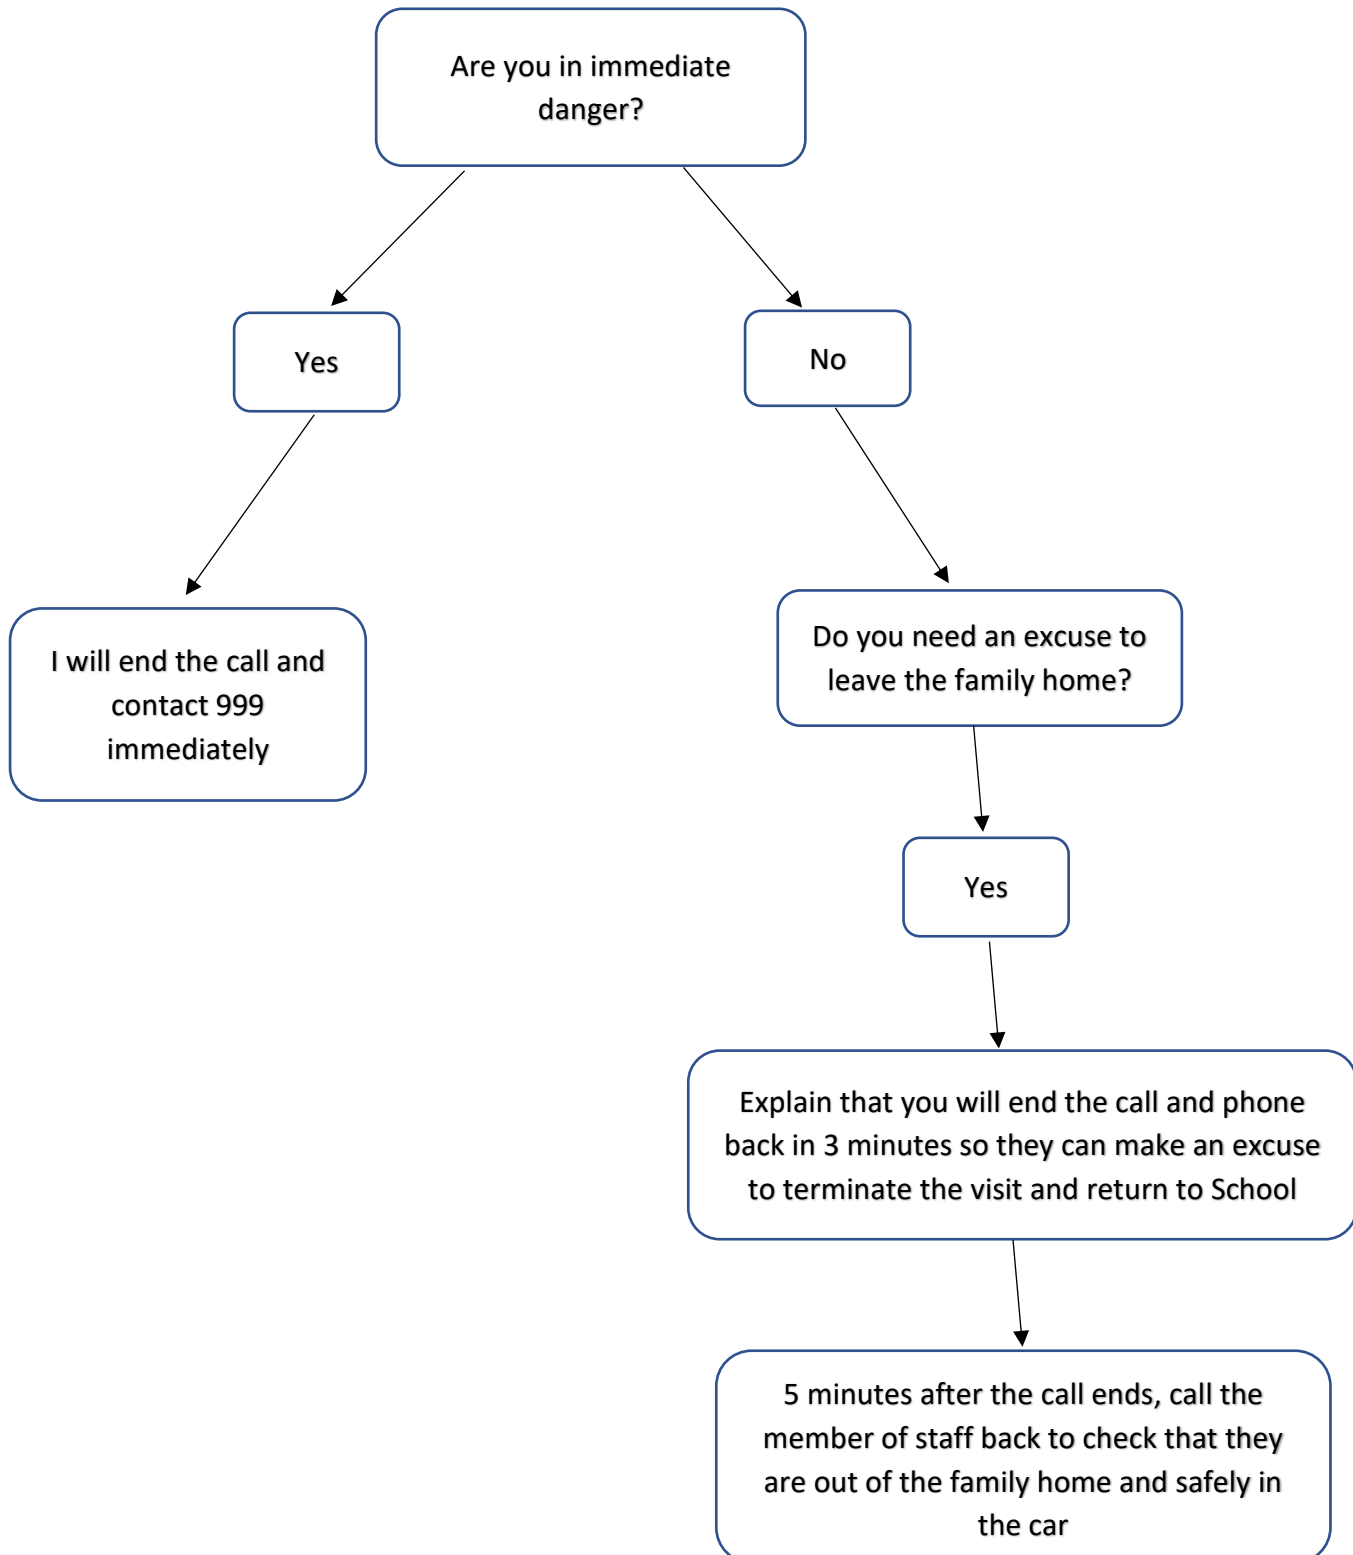 Are you in immediate
danger?
Yes
No
I will end the call and
contact 999
immediately
Do you need an excuse to
leave the family home?
Yes
Explain that you will end the call and phone
back in 3 minutes so they can make an excuse
to terminate the visit and return to School
5 minutes after the call ends, call the
member of staff back to check that they
are out of the family home and safely in
the car